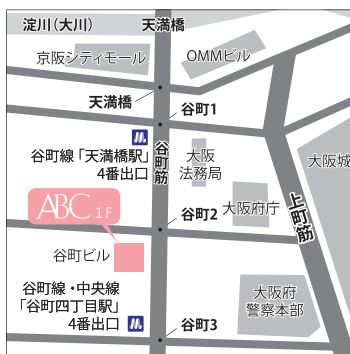 淀川（大川）
天満橋
京阪シティモール
OMMビル
天満橋
谷町1
谷町線「天満橋駅」
4番出口
谷町筋
大阪
法務局
大阪城
ABC 1F
谷町2
大阪府庁
上町筋
谷町ビル
谷町線・中央線
「谷町四丁目駅」
4番出口
大阪府
警察本部
谷町3